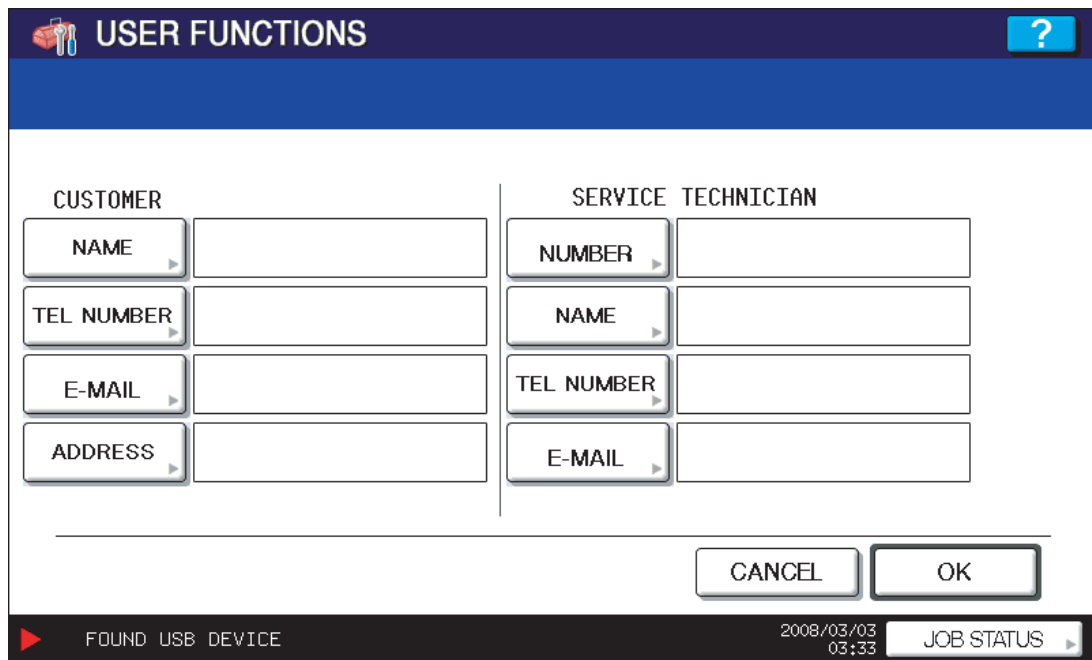 USER FUNCTIONS
?
CUSTOMER
NAME
TEL NUMBER
E-MAIL
ADDRESS
SERVICE TECHNICIAN
NUMBER
NAME
TEL NUMBER
E-MAIL
CANCEL
OK
FOUND USB DEVICE
2008/03/03
03:33
JOB STATUS